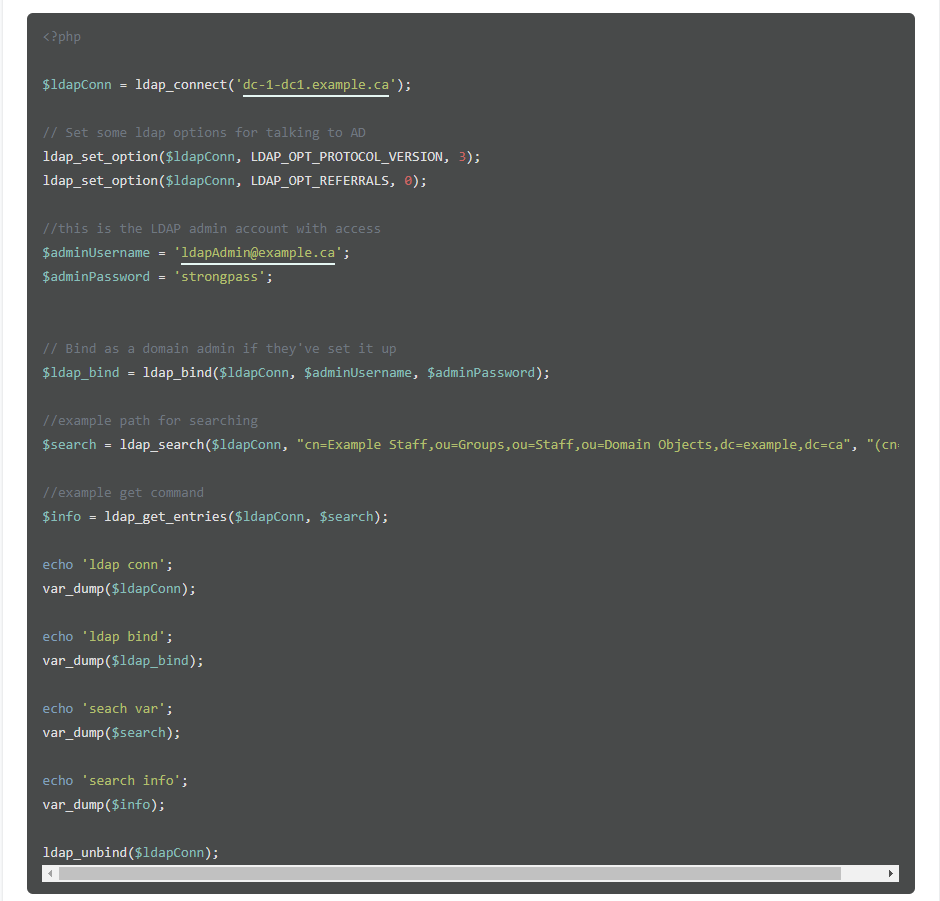 <?php
$ldapConn = ldap_connect('dc-1-dc1.example.ca');
// Set some ldap options for talking to AD
ldap_set_option($ldapConn, LDAP_OPT_PROTOCOL_VERSION, 3);
ldap_set_option($ldapConn, LDAP_OPT_REFERRALS, 0);
//this is the LDAP admin account with access
$adminUsername = 'ldapAdmin@example.ca';
$adminPassword = 'strongpass';
// Bind as a domain admin if they've set it up
$ldap_bind = ldap_bind($ldapConn, $adminUsername, $adminPassword);
//example path for searching
$search = ldap_search($ldapConn, "cn=Example Staff,ou=Groups,ou=Staff,ou=Domain Objects,dc=example,dc=ca", "(cn=
//example get command
$info = ldap_get_entries($ldapConn, $search);
echo 'ldap conn';
var_dump($ldapConn);
echo 'ldap bind';
var_dump($ldap_bind);
echo 'seach var';
var_dump($search);
echo 'search info';
var_dump($info);
ldap_unbind($ldapConn);